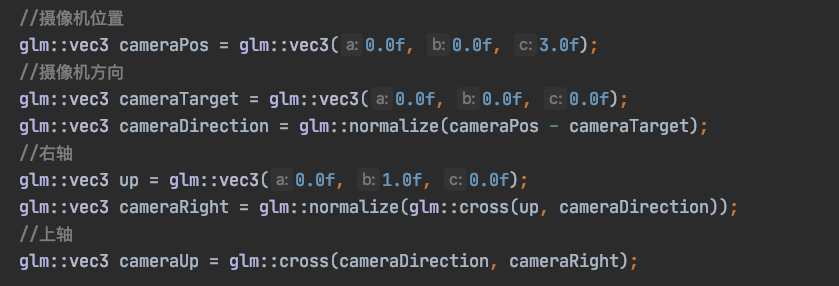 //摄像机位置
glm::vec3 cameraPos = glm::vec3( a: 0.0f, b: 0.0f, c: 3.0f);
//摄像机方向
glm::vec3 cameraTarget = glm::vec3( a: 0.0f, b: 0.0f, c: 0.0f);
glm::vec3 cameraDirection = glm::normalize(cameraPos - cameraTarget);
//右轴
glm::vec3 up = glm::vec3( a: 0.0f, b: 1.0f, c: 0.0f);
glm::vec3 cameraRight = glm::normalize(glm::cross(up, cameraDirection));
//上轴
glm::vec3 cameraUp = glm::cross(cameraDirection, cameraRight);